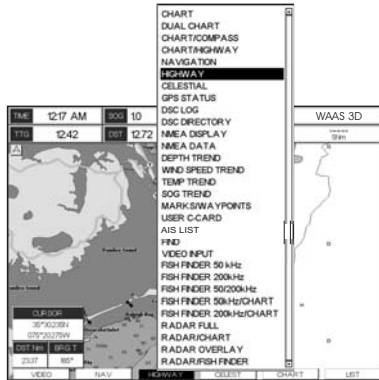 CHART
DUAL CHART
CHART/COMPASS
CHART/HIGHWAY
NAVIGATION
HIGHWAY
CELESTIAL
GPS STATUS
DSC LOG
DSC DIRECTORY
NMEA DISPLAY
NMEA DATA
DEPTH TREND
WIND SPEED TREND
TEMP TREND
SOG TREND
MARKS/WAYPOINTS
USER C-CARD
AIS LIST
FIND
VIDEO INPUT
FISH FINDER 50 kHz
FISH FINDER 200kHz
FISH FINDER 50/200kHz
FISH FINDER 50kHz/CHART
FISH FINDER 200kHz/CHART
RADAR FULL
RADAR/CHART
RADAR OVERLAY
RADAR/FISH FINDER
TIME 12:17 AM SOG 1.0 WAAS 3D
TTG 12:42 DST 12.72
A
Pamlico Sound
CURSOR
DST Nm BRG T
23.37 185°
VIDEO NAV HIGHWAY CELEST CHART LIST